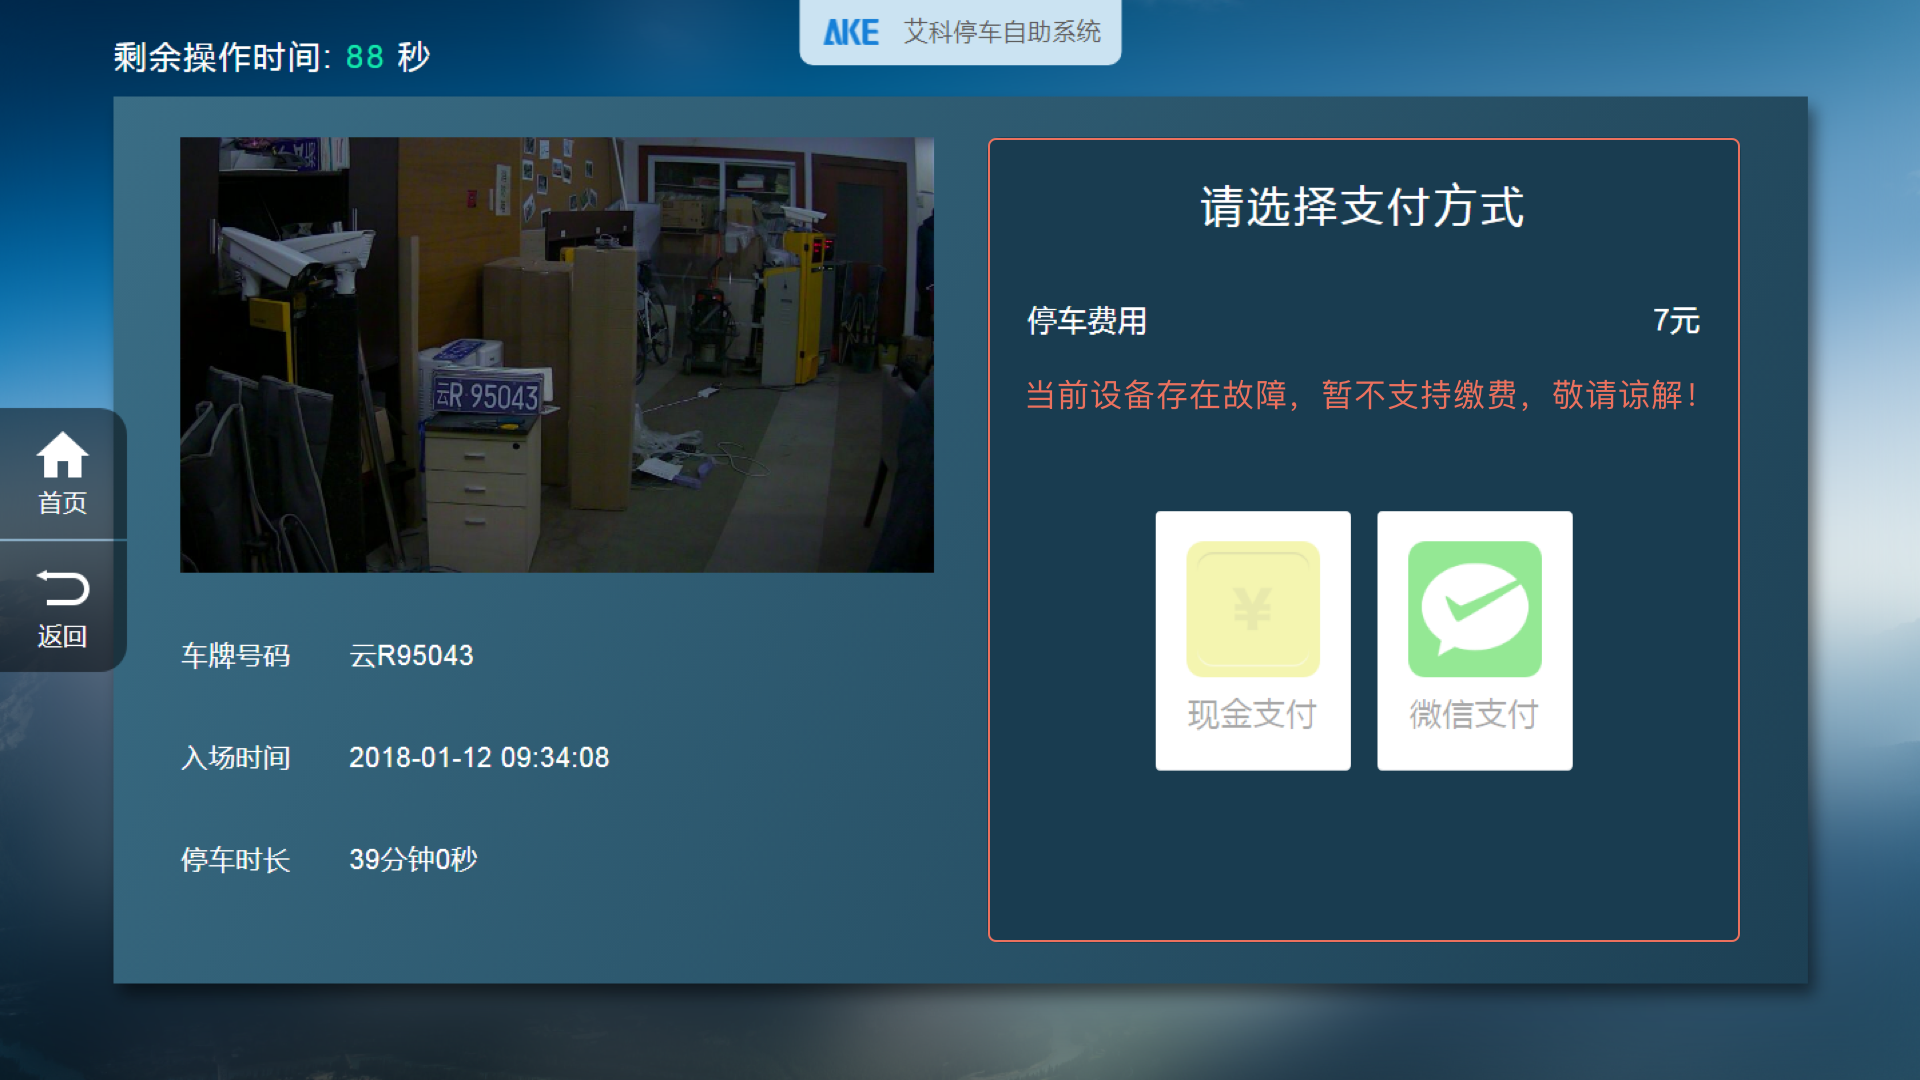 剩余操作时间: 88 秒
AKE 艾科停车自助系统
首页
返回
云R·95043
车牌号码 云R95043
入场时间 2018-01-12 09:34:08
停车时长 39分钟0秒
请选择支付方式
停车费用 7元
当前设备存在故障，暂不支持缴费，敬请谅解！
¥
现金支付 微信支付